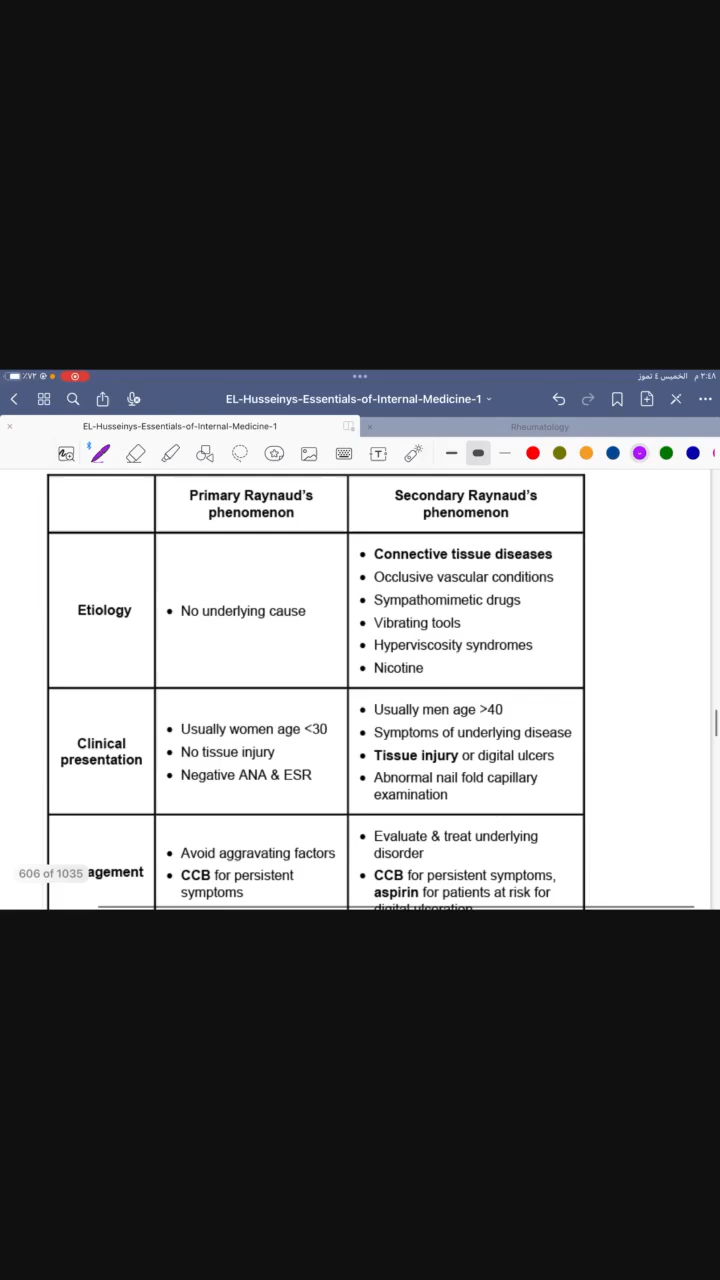 ٪٧٢
٣:٤٨ م الخميس ٤ تموز
EL-Husseinys-Essentials-of-Internal-Medicine-1
EL-Husseinys-Essentials-of-Internal-Medicine-1
Rheumatology
Primary Raynaud's
phenomenon
Secondary Raynaud's
phenomenon
Etiology
• No underlying cause
• Connective tissue diseases
• Occlusive vascular conditions
• Sympathomimetic drugs
• Vibrating tools
• Hyperviscosity syndromes
• Nicotine
Clinical
presentation
• Usually women age <30
• No tissue injury
• Negative ANA & ESR
• Usually men age >40
• Symptoms of underlying disease
• Tissue injury or digital ulcers
• Abnormal nail fold capillary
examination
606 of 1035
agement
• Avoid aggravating factors
• CCB for persistent
symptoms
• Evaluate & treat underlying
disorder
• CCB for persistent symptoms,
aspirin for patients at risk for
digital ulceration